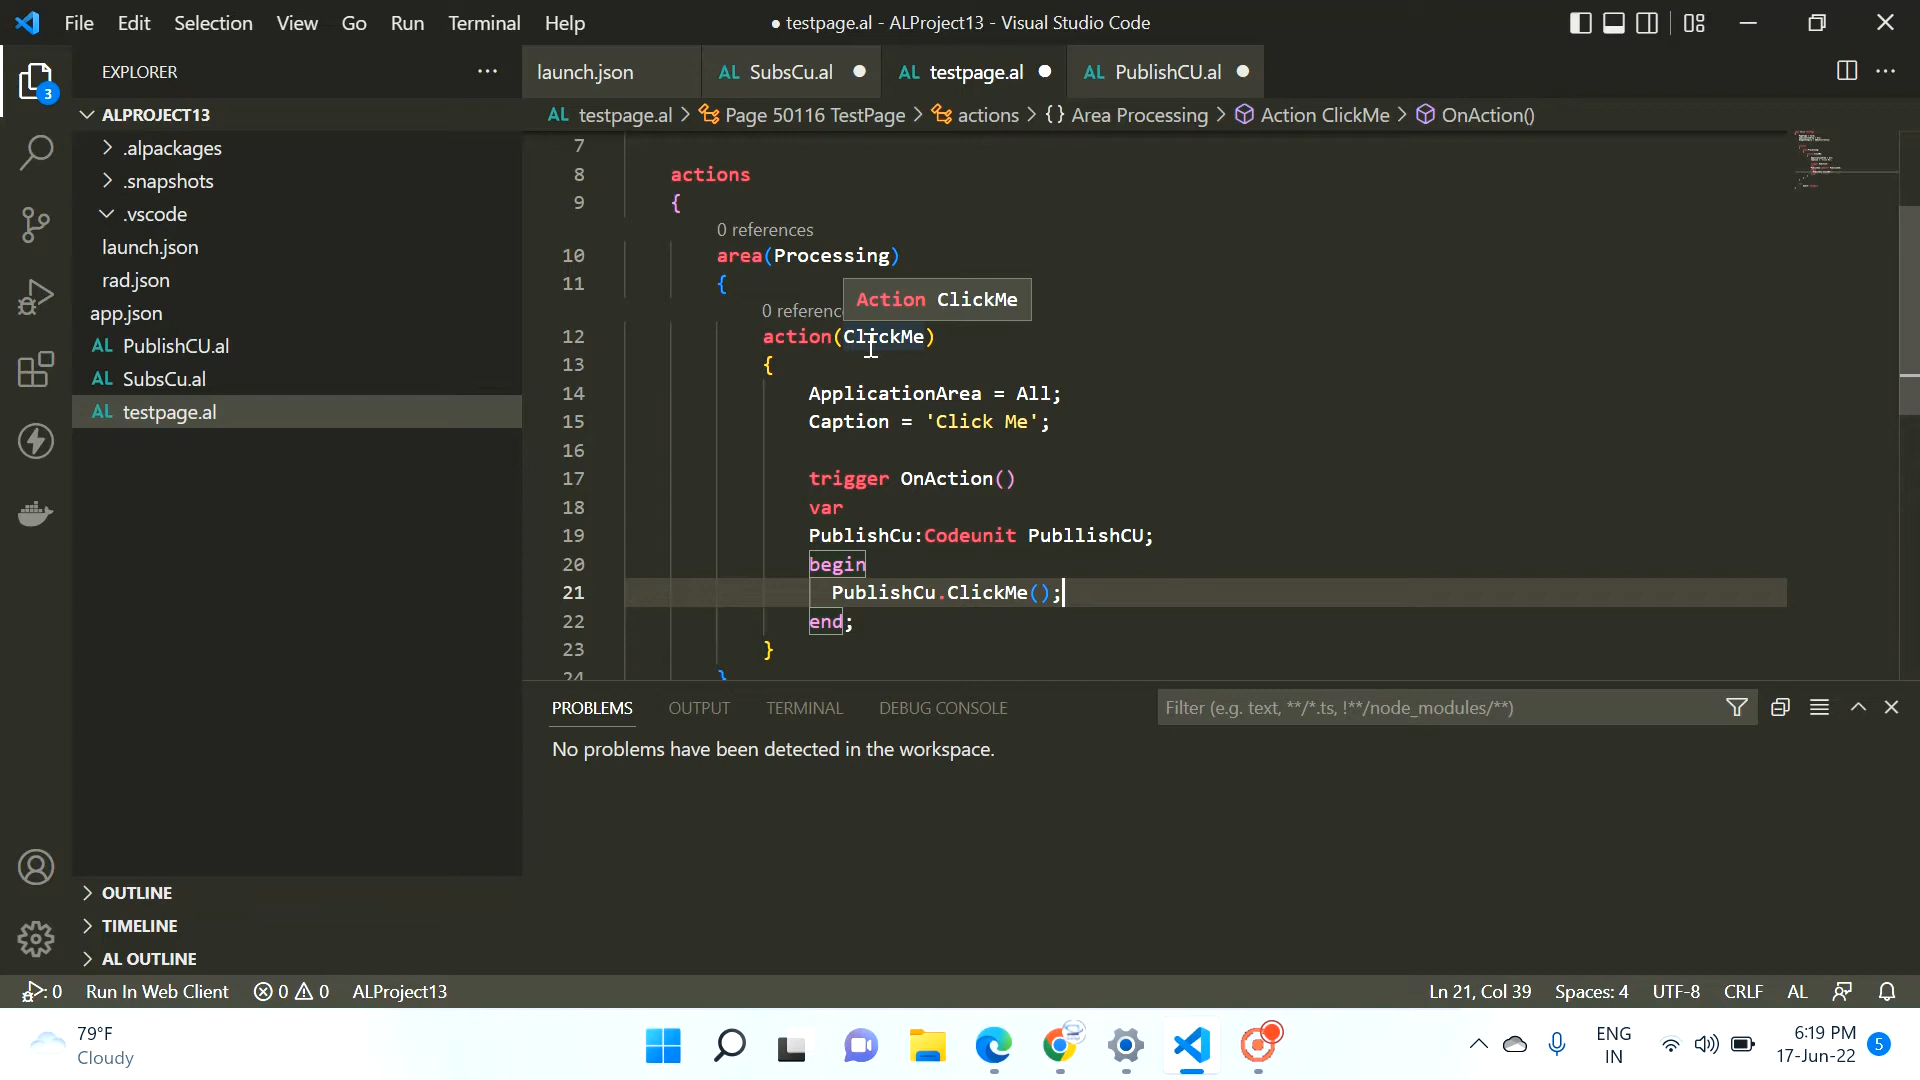 File Edit Selection View Go Run Terminal Help
● testpage.al - ALProject13 - Visual Studio Code
EXPLORER
launch.json
AL SubsCu.al
AL testpage.al
AL PublishCU.al
AL testpage.al > Page 50116 TestPage > actions > {} Area Processing > Action ClickMe > OnAction()
3
ALPROJECT13
.alpackages
.snapshots
.vscode
launch.json
rad.json
app.json
AL PublishCU.al
AL SubsCu.al
AL testpage.al
7
8 actions
9 {
0 references
10 area(Processing)
11 {
Action ClickMe
0 referenc
12 action(ClickMe)
13 {
14 ApplicationArea = All;
15 Caption = 'Click Me';
16
17 trigger OnAction()
18 var
19 PublishCu:Codeunit PubllishCU;
20 begin
21 PublishCu.ClickMe();
22 end;
23 }
24 }
PROBLEMS OUTPUT TERMINAL DEBUG CONSOLE
Filter (e.g. text, **/*.ts, !**/node_modules/**)
No problems have been detected in the workspace.
OUTLINE
TIMELINE
AL OUTLINE
: 0 Run In Web Client 0 0 ALProject13
Ln 21, Col 39 Spaces: 4 UTF-8 CRLF AL
79°F
Cloudy
ENG
IN
6:19 PM
17-Jun-22
5